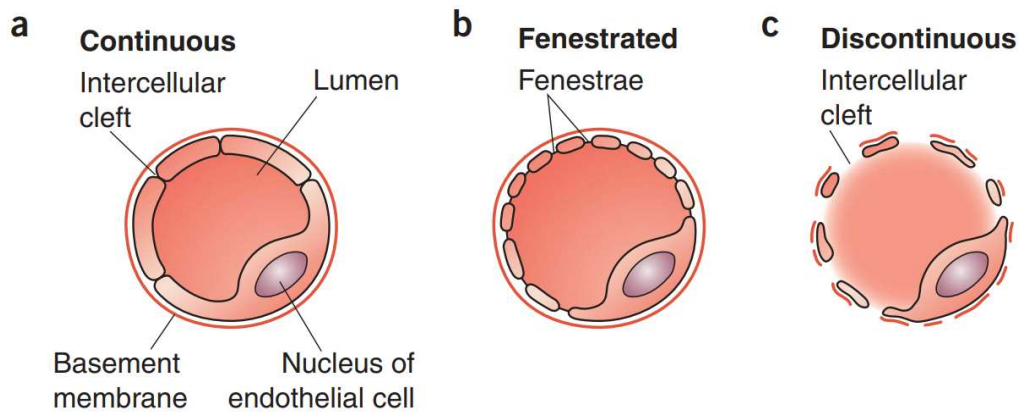 a
Continuous
Intercellular
cleft
Lumen
Basement
membrane
Nucleus of
endothelial cell
b
Fenestrated
Fenestrae
c
Discontinuous
Intercellular
cleft